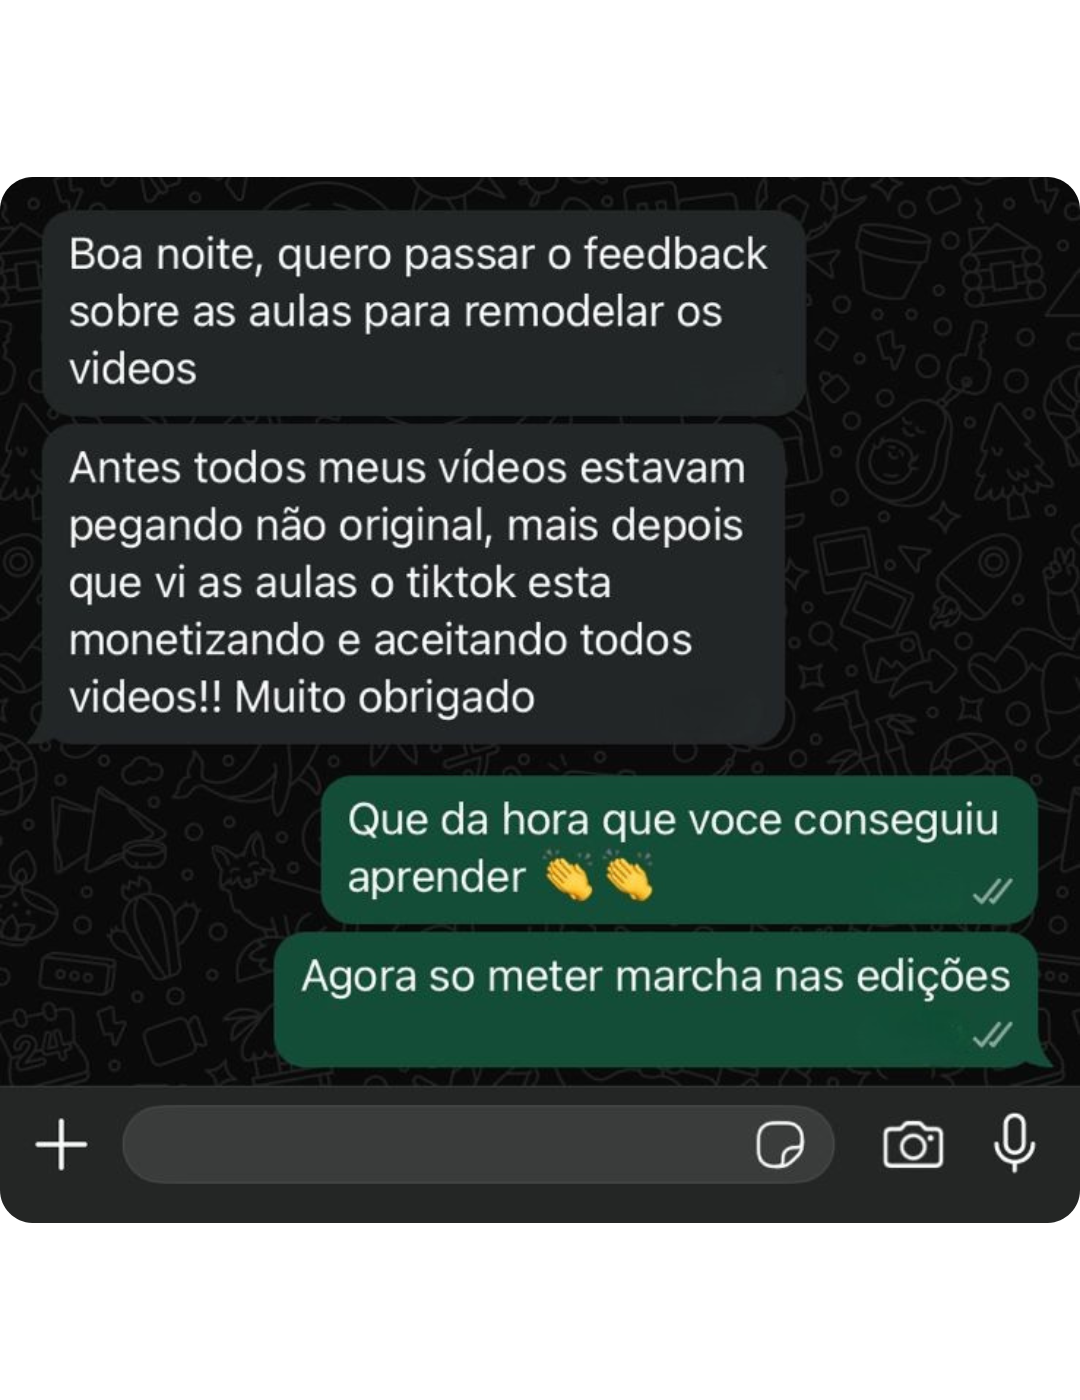 Boa noite, quero passar o feedback
sobre as aulas para remodelar os
videos
Antes todos meus vídeos estavam
pegando não original, mais depois
que vi as aulas o tiktok esta
monetizando e aceitando todos
videos!! Muito obrigado
Que da hora que voce conseguiu
aprender 👏👏
Agora so meter marcha nas edições